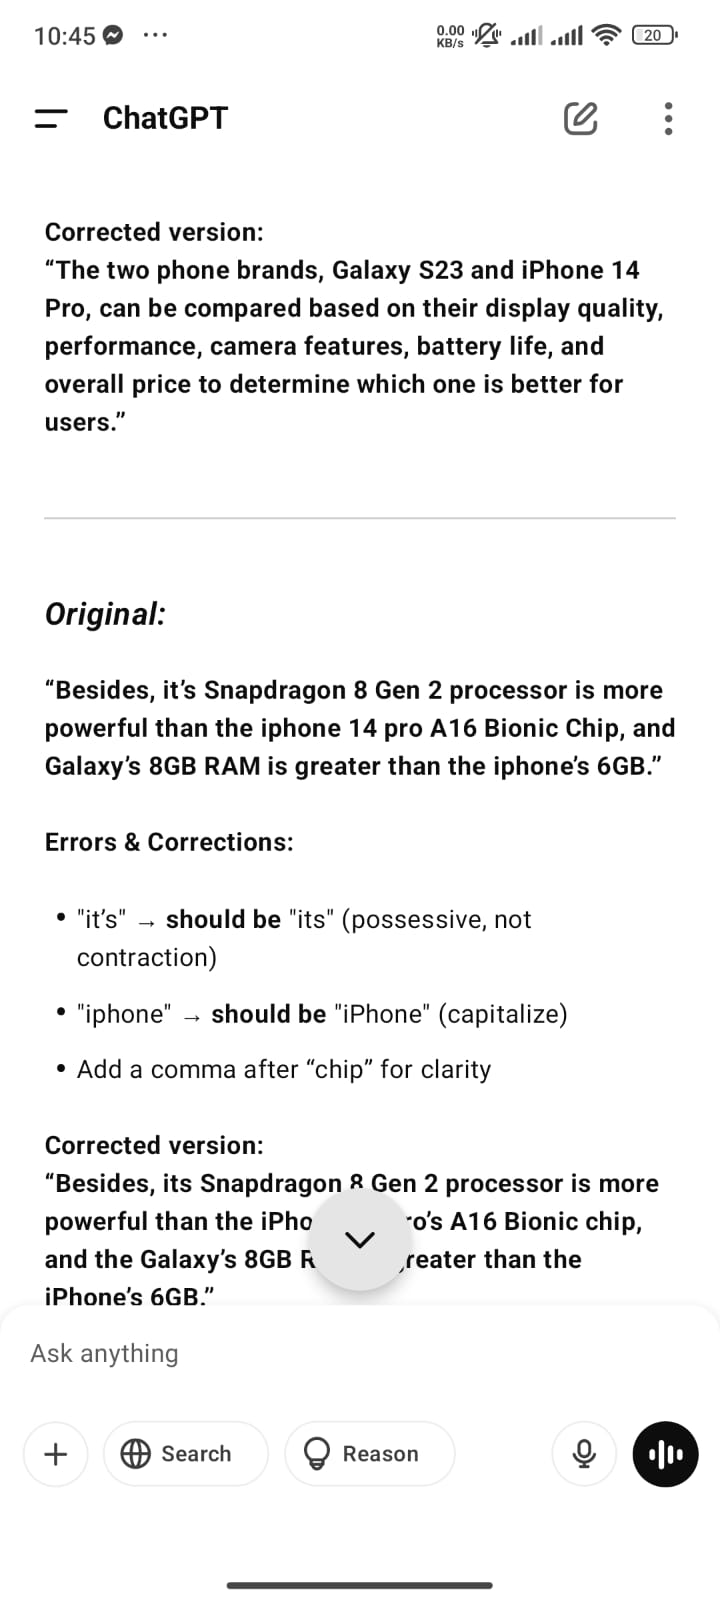 10:45 ...
0.00
KB/s
20
ChatGPT
Corrected version:
“The two phone brands, Galaxy S23 and iPhone 14
Pro, can be compared based on their display quality,
performance, camera features, battery life, and
overall price to determine which one is better for
users.”
Original:
“Besides, it’s Snapdragon 8 Gen 2 processor is more
powerful than the iphone 14 pro A16 Bionic Chip, and
Galaxy’s 8GB RAM is greater than the iphone’s 6GB.”
Errors & Corrections:
• "it’s" → should be "its" (possessive, not
contraction)
• "iphone" → should be "iPhone" (capitalize)
• Add a comma after “chip” for clarity
Corrected version:
“Besides, its Snapdragon 8 Gen 2 processor is more
powerful than the A16 Bionic chip,
and the Galaxy’s 8GB than the
iPhone’s 6GB.”
Ask anything
Search
Reason